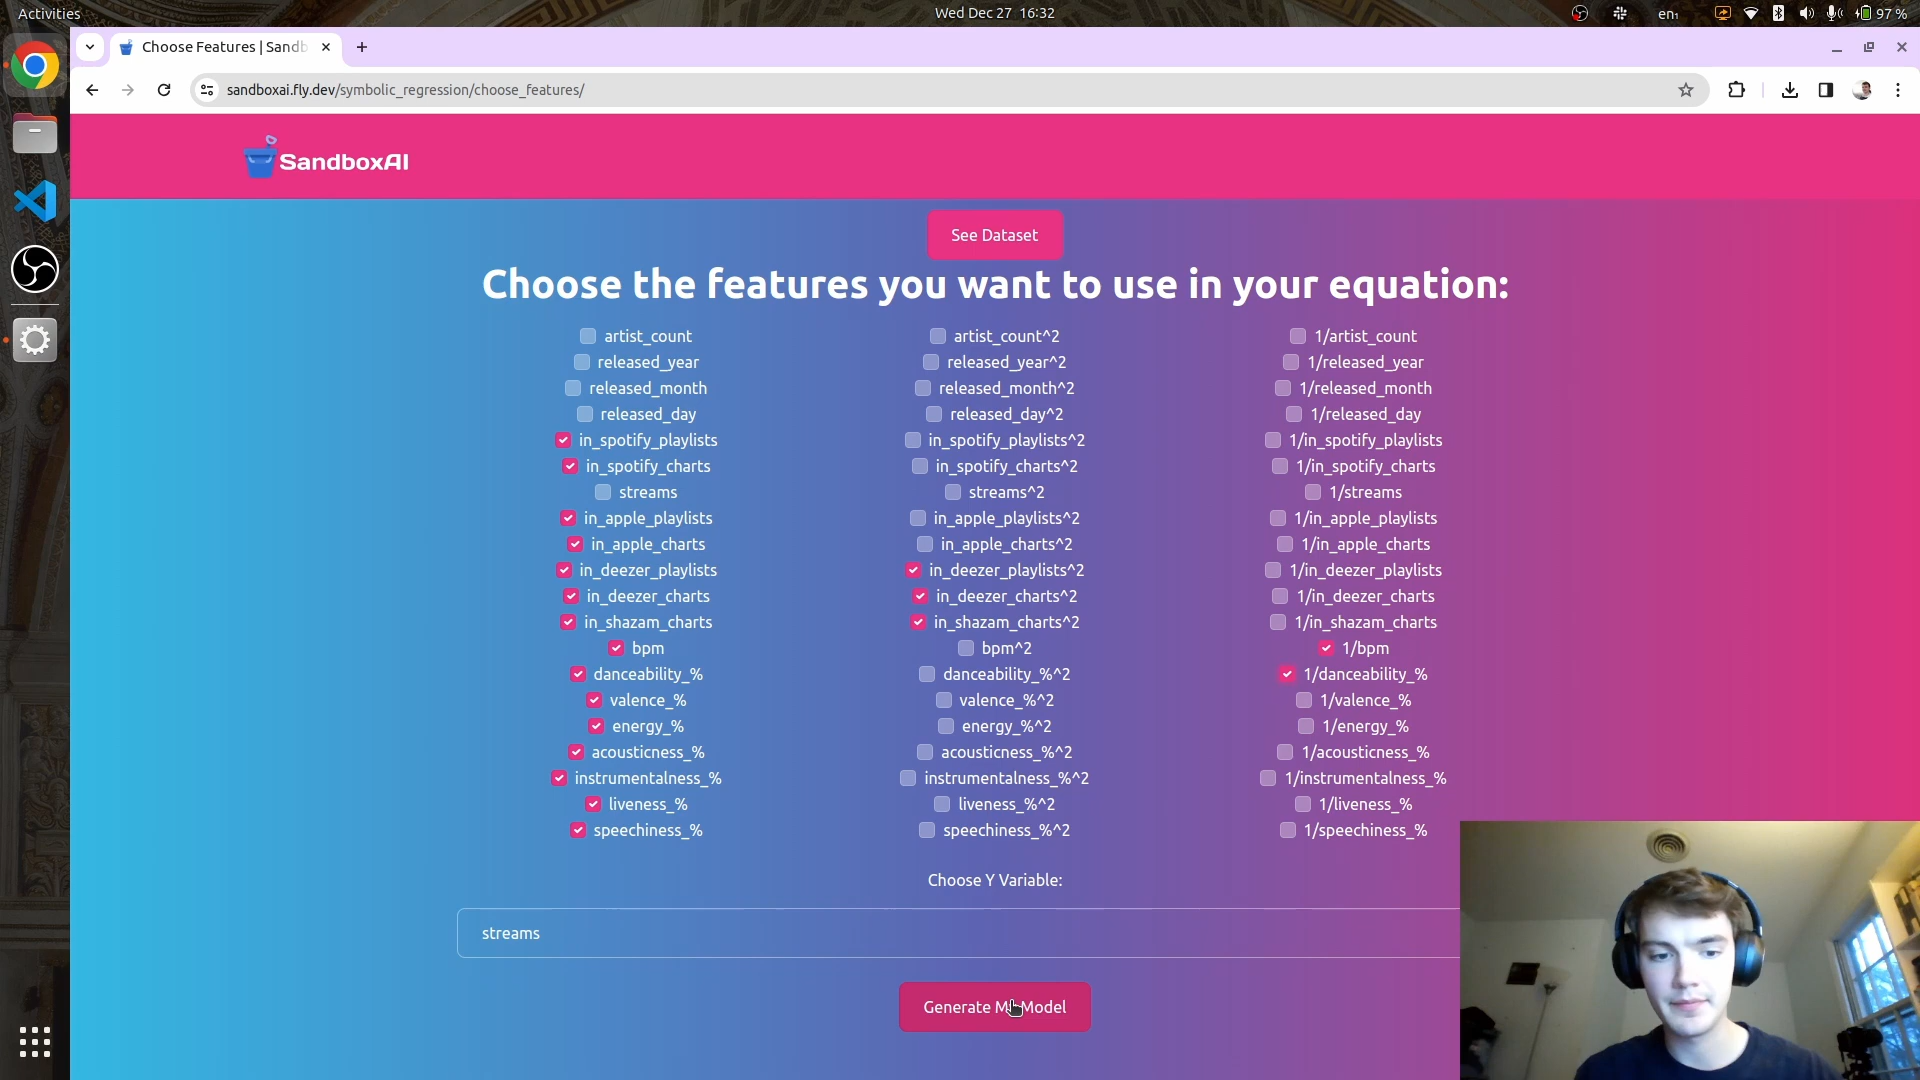 Activities
Wed Dec 27 16:32
en₁
97 %
Choose Features | Sandb
sandboxai.fly.dev/symbolic_regression/choose_features/
SandboxAI
See Dataset
Choose the features you want to use in your equation:
artist_count artist_count^2 1/artist_count
released_year released_year^2 1/released_year
released_month released_month^2 1/released_month
released_day released_day^2 1/released_day
in_spotify_playlists in_spotify_playlists^2 1/in_spotify_playlists
in_spotify_charts in_spotify_charts^2 1/in_spotify_charts
streams streams^2 1/streams
in_apple_playlists in_apple_playlists^2 1/in_apple_playlists
in_apple_charts in_apple_charts^2 1/in_apple_charts
in_deezer_playlists in_deezer_playlists^2 1/in_deezer_playlists
in_deezer_charts in_deezer_charts^2 1/in_deezer_charts
in_shazam_charts in_shazam_charts^2 1/in_shazam_charts
bpm bpm^2 1/bpm
danceability_% danceability_%^2 1/danceability_%
valence_% valence_%^2 1/valence_%
energy_% energy_%^2 1/energy_%
acousticness_% acousticness_%^2 1/acousticness_%
instrumentalness_% instrumentalness_%^2 1/instrumentalness_%
liveness_% liveness_%^2 1/liveness_%
speechiness_% speechiness_%^2 1/speechiness_%
Choose Y Variable:
streams
Generate Model